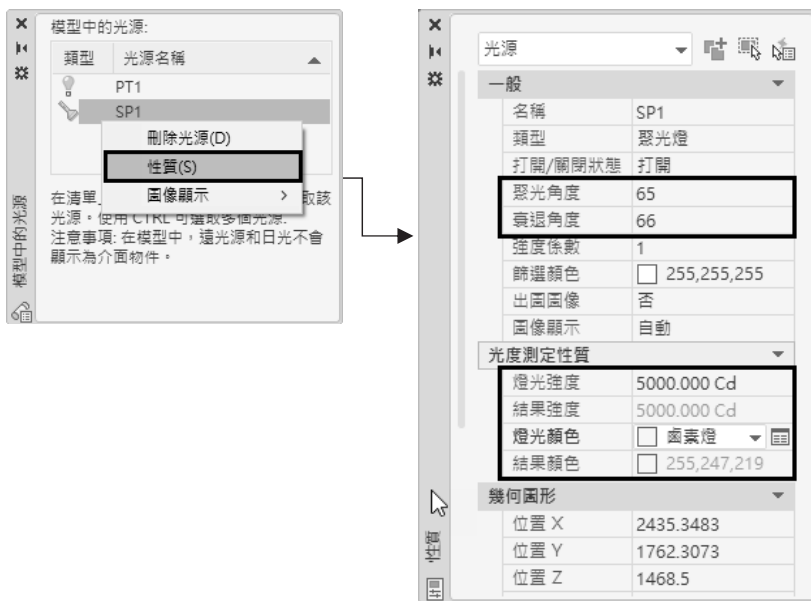 模型中的光源:
類型 光源名稱
PT1
SP1
刪除光源(D)
性質(S)
圖像顯示 >
在清單 取該
光源。使用 CTRL 可選取多個光源.
注意事項: 在模型中，遠光源和日光不會
顯示為介面物件。
模型中的光源
光源
一般
名稱 SP1
類型 聚光燈
打開/關閉狀態 打開
聚光角度 65
衰退角度 66
強度係數 1
篩選顏色 255,255,255
出圖圖像 否
圖像顯示 自動
光度測定性質
燈光強度 5000.000 Cd
結果強度 5000.000 Cd
燈光顏色 鹵素燈
結果顏色 255,247,219
幾何圖形
位置 X 2435.3483
位置 Y 1762.3073
位置 Z 1468.5
性質